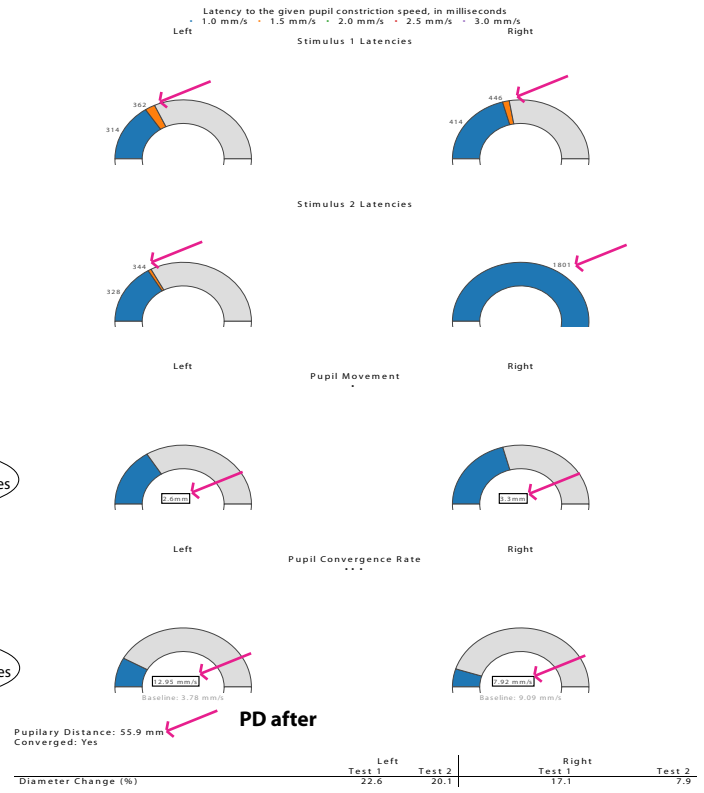 Latency to the given pupil constriction speed, in milliseconds
1.0 mm/s 1.5 mm/s 2.0 mm/s 2.5 mm/s 3.0 mm/s
Left Right
Stimulus 1 Latencies
362 446
314 414
Stimulus 2 Latencies
344 1801
328
Left Right
Pupil Movement
es
2.6mm 3.3mm
Left Right
Pupil Convergence Rate
es
12.95 mm/s 7.92 mm/s
Baseline: 3.78 mm/s Baseline: 9.09 mm/s
PD after
Pupilary Distance: 55.9 mm
Converged: Yes
Left Right
Test 1 Test 2 Test 1 Test 2
Diameter Change (%) 22.6 20.1 17.1 7.9